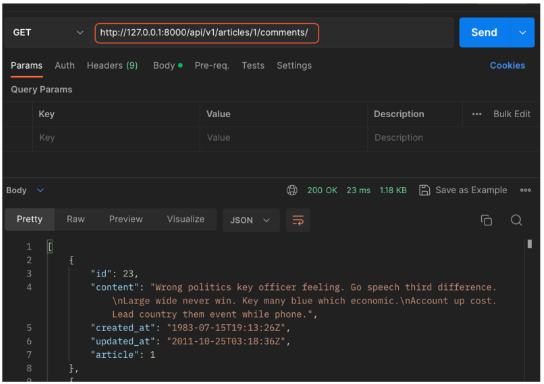 GET http://127.0.0.1:8000/api/v1/articles/1/comments/ Send
Params Auth Headers (9) Body Pre-req. Tests Settings Cookies
Query Params
Key Value Description ••• Bulk Edit
Key Value Description
Body 200 OK 23 ms 1.18 KB Save as Example •••
Pretty Raw Preview Visualize JSON
1 [
2 {
3 "id": 23,
4 "content": "Wrong politics key officer feeling. Go speech third difference.
\nLarge wide never win. Key many blue which economic.\nAccount up cost.
Lead country them event while phone.",
5 "created_at": "1983-07-15T19:13:26Z",
6 "updated_at": "2011-10-25T03:18:36Z",
7 "article": 1
8 },
9 {